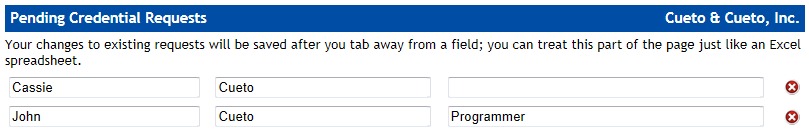 Pending Credential Requests Cueto & Cueto, Inc.
Your changes to existing requests will be saved after you tab away from a field; you can treat this part of the page just like an Excel
spreadsheet.
Cassie Cueto
John Cueto Programmer